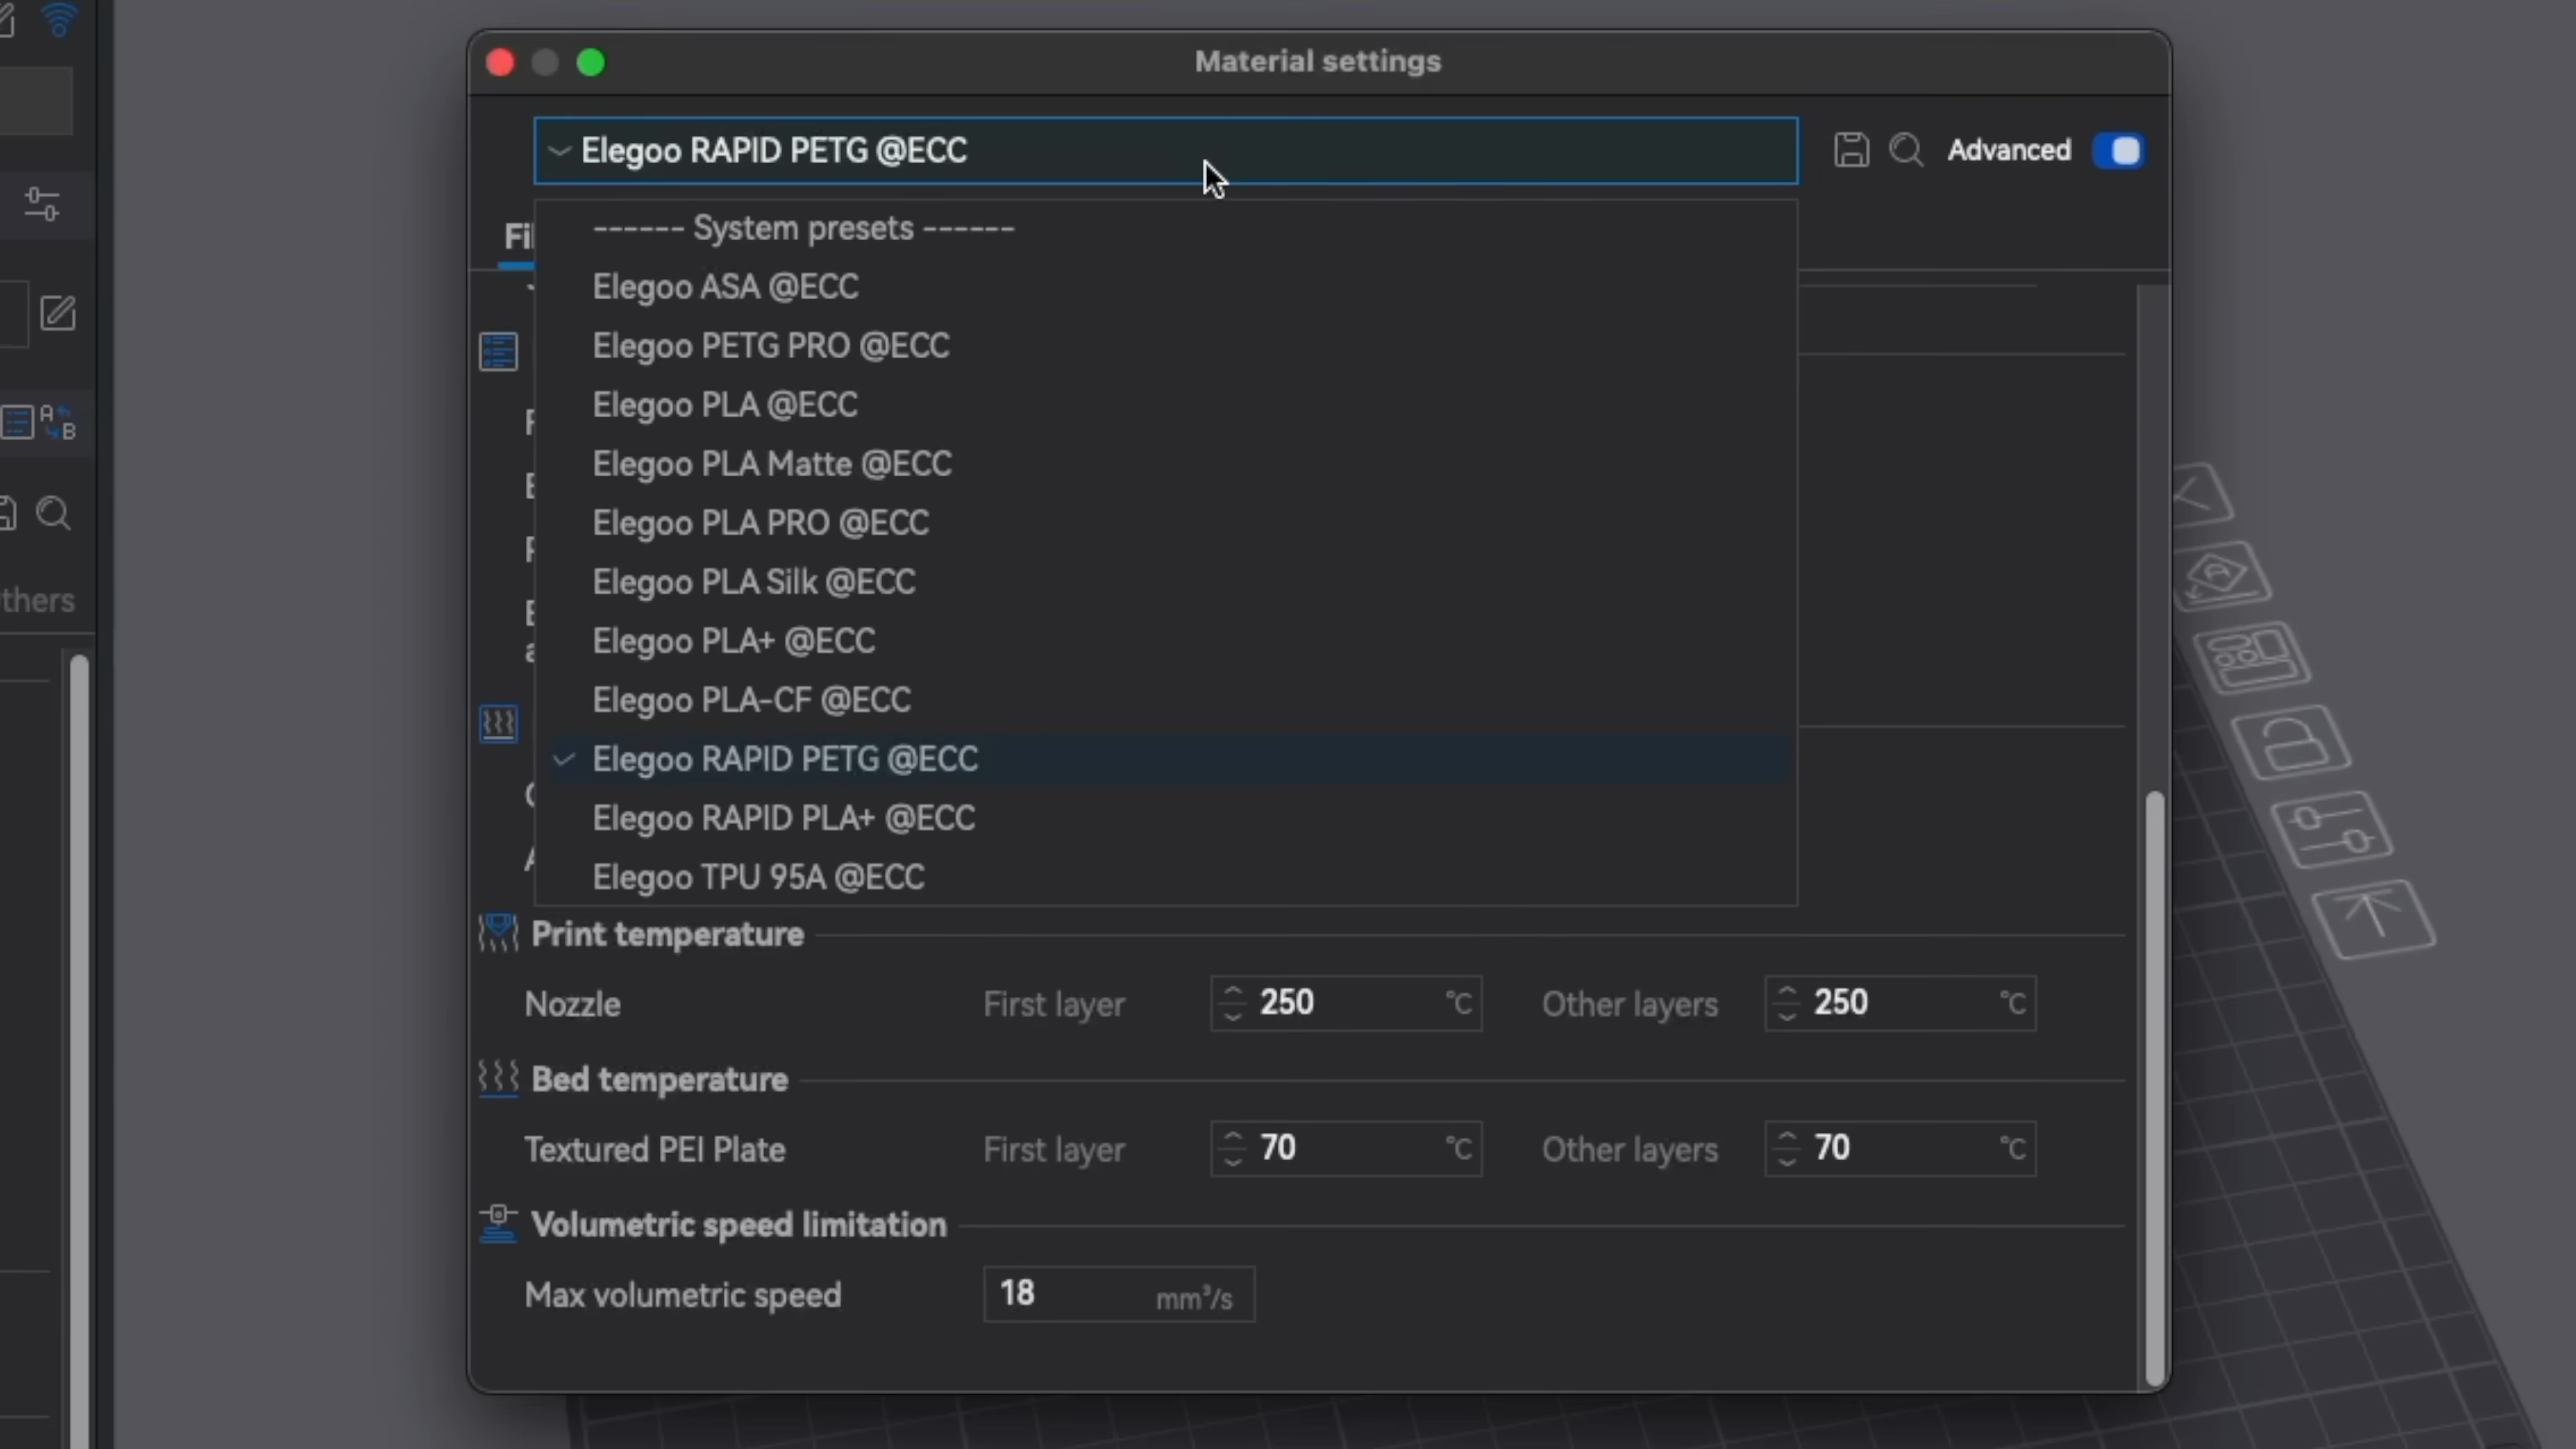 Material settings
Elegoo RAPID PETG @ECC
Advanced
------ System presets ------
Elegoo ASA @ECC
Elegoo PETG PRO @ECC
Elegoo PLA @ECC
Elegoo PLA Matte @ECC
Elegoo PLA PRO @ECC
Elegoo PLA Silk @ECC
Elegoo PLA+ @ECC
Elegoo PLA-CF @ECC
Elegoo RAPID PETG @ECC
Elegoo RAPID PLA+ @ECC
Elegoo TPU 95A @ECC
Print temperature
Nozzle First layer 250 °C Other layers 250 °C
Bed temperature
Textured PEI Plate First layer 70 °C Other layers 70 °C
Volumetric speed limitation
Max volumetric speed 18 mm³/s